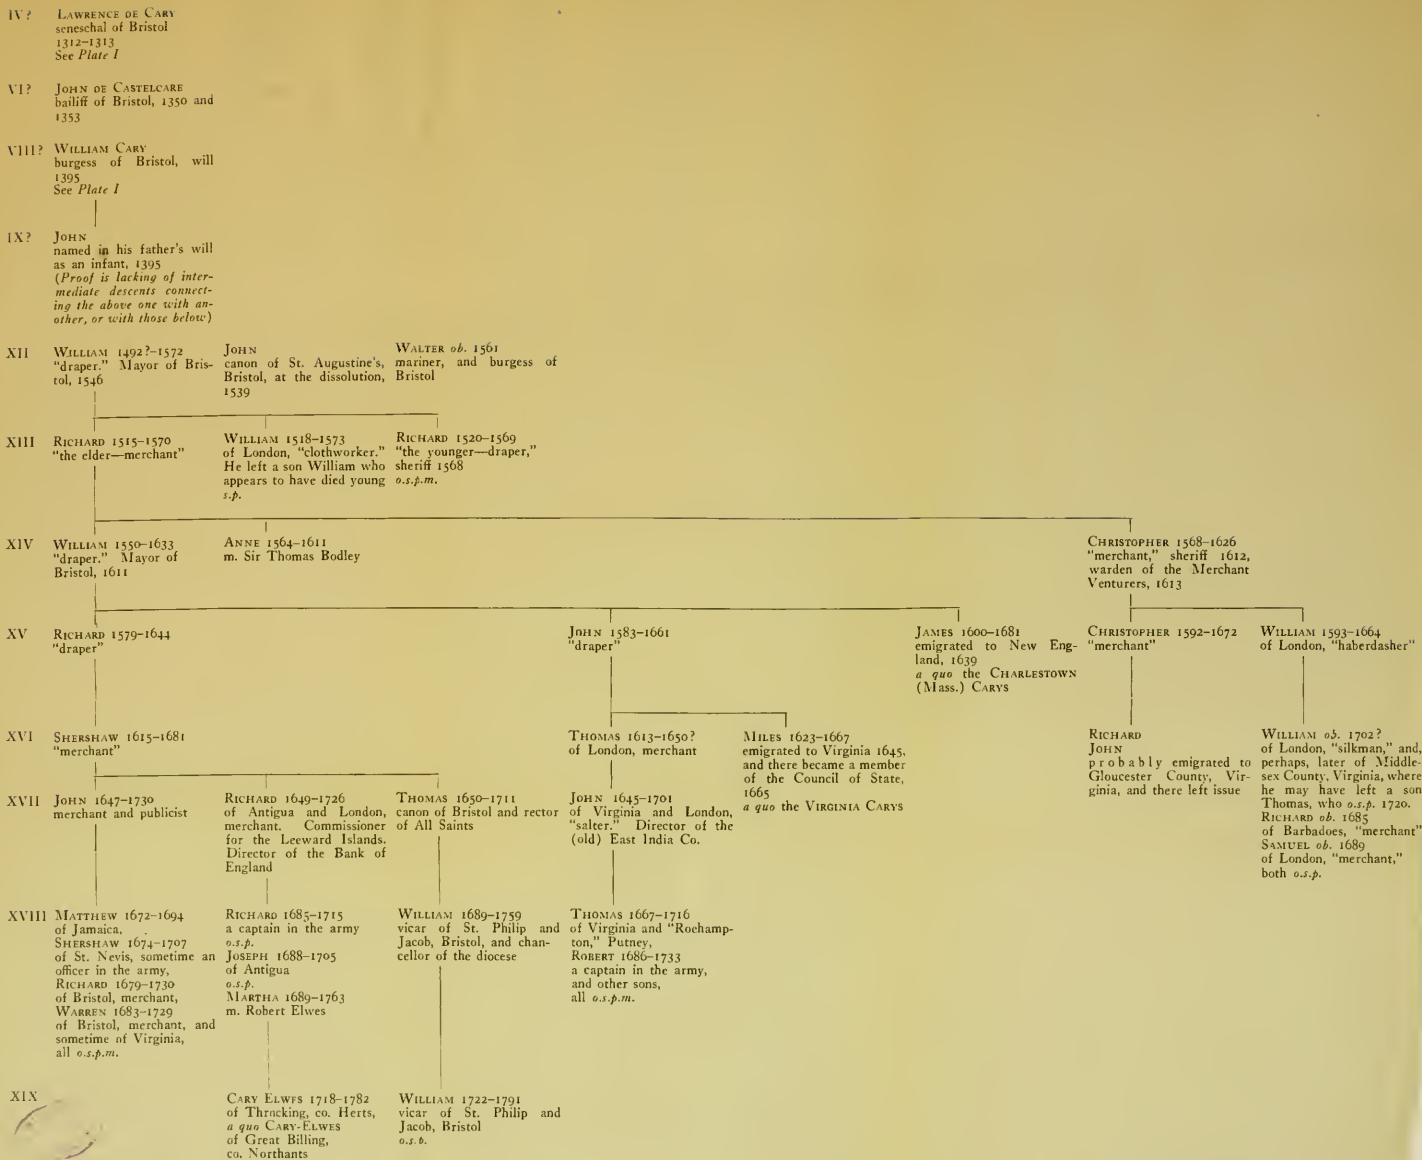 IV? LAWRENCE DE CARY
seneschal of Bristol
1312–1313
See Plate I
VI? JOHN DE CASTELCARE
bailiff of Bristol, 1350 and
1353
VIII? WILLIAM CARY
burgess of Bristol, will
1395
See Plate I
IX? JOHN
named in his father's will
as an infant, 1395
(Proof is lacking of inter-
mediate descents connect-
ing the above one with an-
other, or with those below)
XII WILLIAM 1492?–1572
"draper." Mayor of Bris-
tol, 1546
JOHN
canon of St. Augustine's,
Bristol, at the dissolution,
1539
WALTER ob. 1561
mariner, and burgess of
Bristol
XIII RICHARD 1515–1570
"the elder—merchant"
WILLIAM 1518–1573
of London, "clothworker."
He left a son William who
appears to have died young
s.p.
RICHARD 1520–1569
"the younger—draper,"
sheriff 1568
o.s.p.m.
XIV WILLIAM 1550–1633
"draper." Mayor of
Bristol, 1611
ANNE 1564–1611
m. Sir Thomas Bodley
CHRISTOPHER 1568–1626
"merchant," sheriff 1612,
warden of the Merchant
Venturers, 1613
XV RICHARD 1579–1644
"draper"
JOHN 1583–1661
"draper"
JAMES 1600–1681
emigrated to New Eng-
land, 1639
a quo the CHARLESTOWN
(Mass.) CARYS
CHRISTOPHER 1592–1672
"merchant"
WILLIAM 1593–1664
of London, "haberdasher"
XVI SHERSHAW 1615–1681
"merchant"
THOMAS 1613–1650?
of London, merchant
MILES 1623–1667
emigrated to Virginia 1645,
and there became a member
of the Council of State,
1665
a quo the VIRGINIA CARYS
RICHARD
JOHN
probably emigrated to
Gloucester County, Vir-
ginia, and there left issue
WILLIAM ob. 1702?
of London, "silkman," and,
perhaps, later of Middle-
sex County, Virginia, where
he may have left a son
Thomas, who o.s.p. 1720.
RICHARD ob. 1685
of Barbadoes, "merchant"
SAMUEL ob. 1689
of London, "merchant,"
both o.s.p.
XVII JOHN 1647–1730
merchant and publicist
RICHARD 1649–1726
of Antigua and London,
merchant. Commissioner
for the Leeward Islands.
Director of the Bank of
England
THOMAS 1650–1711
canon of Bristol and rector
of All Saints
JOHN 1645–1701
of Virginia and London,
"salter." Director of the
(old) East India Co.
XVIII MATTHEW 1672–1694
of Jamaica,
SHERSHAW 1674–1707
of St. Nevis, sometime an
officer in the army,
RICHARD 1679–1730
of Bristol, merchant,
WARREN 1683–1729
of Bristol, merchant, and
sometime of Virginia,
all o.s.p.m.
RICHARD 1685–1715
a captain in the army
o.s.p.
JOSEPH 1688–1705
of Antigua
o.s.p.
MARTHA 1689–1763
m. Robert Elwes
WILLIAM 1689–1759
vicar of St. Philip and
Jacob, Bristol, and chan-
cellor of the diocese
THOMAS 1667–1716
of Virginia and "Roehamp-
ton," Putney,
ROBERT 1686–1733
a captain in the army,
and other sons,
all o.s.p.m.
XIX CARY ELWES 1718–1782
of Throcking, co. Herts,
a quo CARY-ELWES
of Great Billing,
co. Northants
WILLIAM 1722–1791
vicar of St. Philip and
Jacob, Bristol
o.s.p.